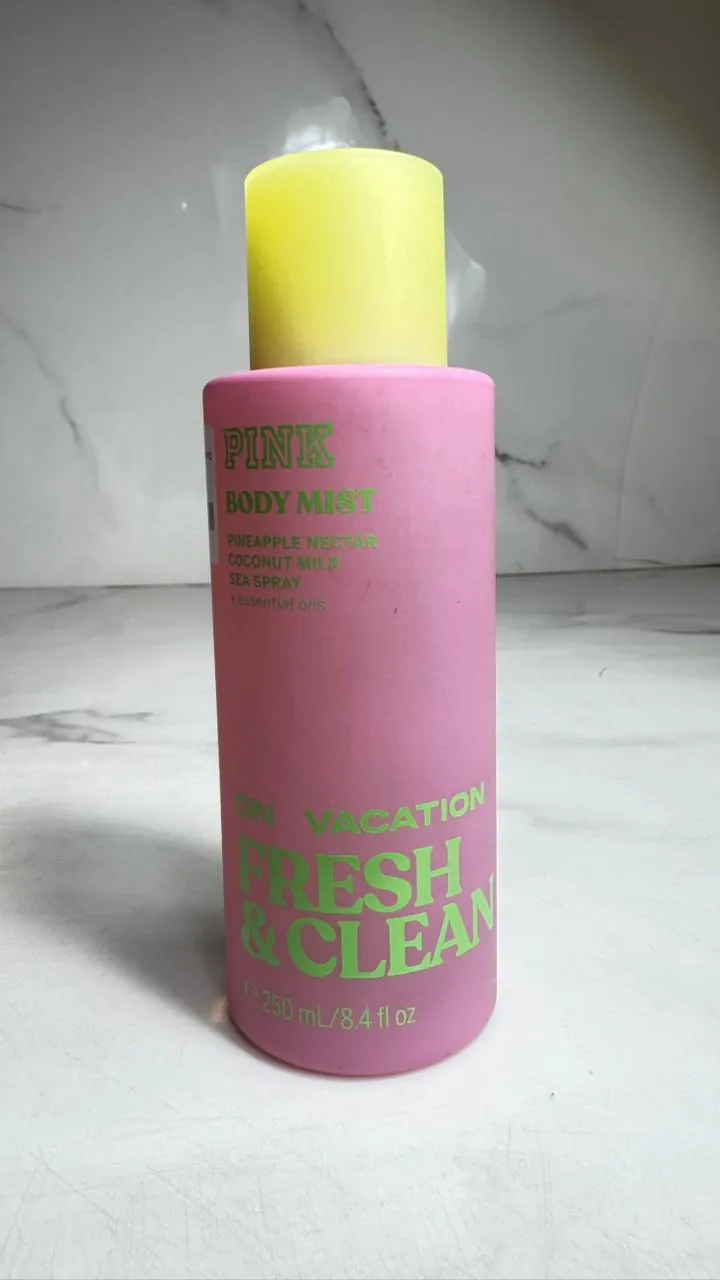 PINK
BODY MIST
PINEAPPLE NECTAR
COCONUT MILK
SEA SPRAY
+ essential oils
ON VACATION
FRESH
& CLEAN
℮ 250 mL/8.4 fl oz